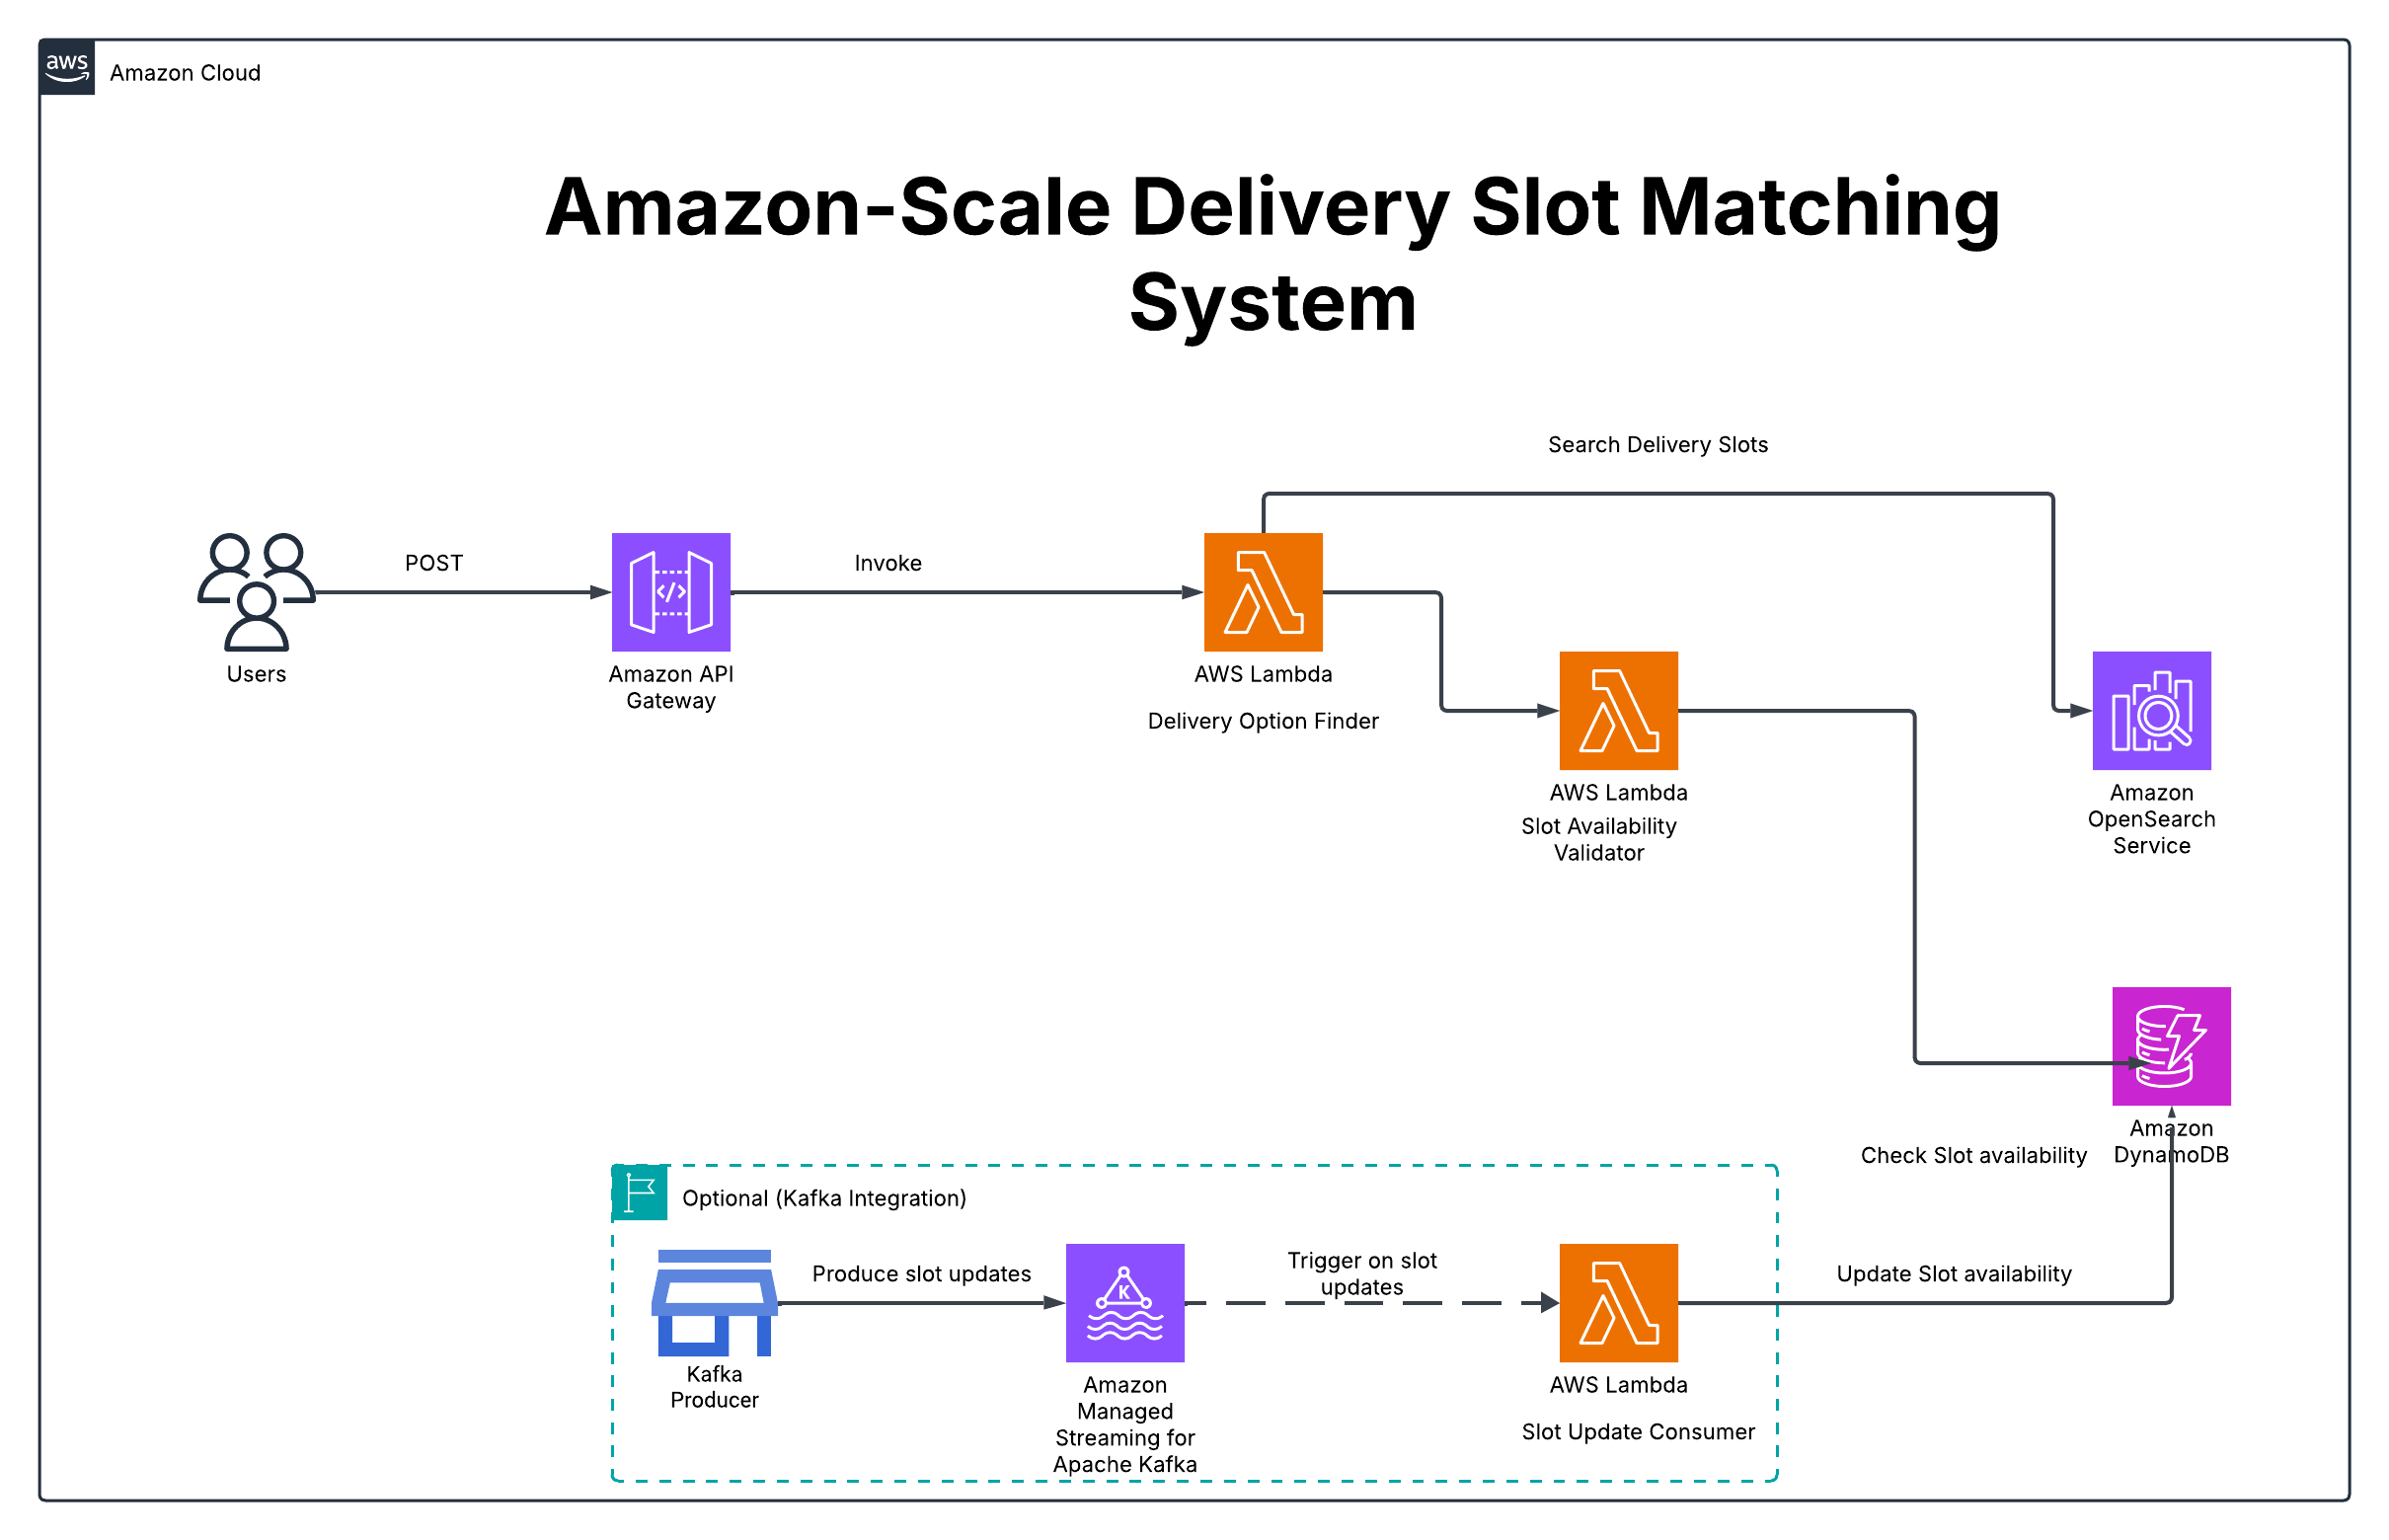 aws
Amazon Cloud
Amazon-Scale Delivery Slot Matching
System
Search Delivery Slots
POST
Invoke
Users
Amazon API
Gateway
AWS Lambda
Delivery Option Finder
AWS Lambda
Slot Availability
Validator
Amazon
OpenSearch
Service
Amazon
DynamoDB
Check Slot availability
Optional (Kafka Integration)
Produce slot updates
Trigger on slot
updates
Update Slot availability
K
Kafka
Producer
Amazon
Managed
Streaming for
Apache Kafka
AWS Lambda
Slot Update Consumer